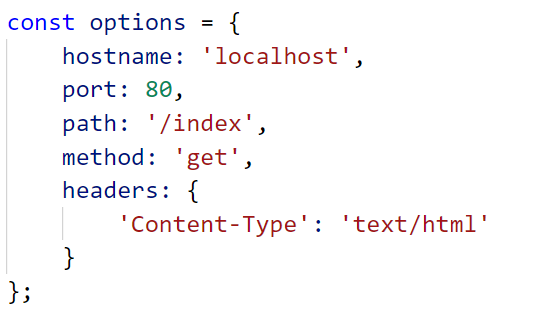 const options = {
    hostname: 'localhost',
    port: 80,
    path: '/index',
    method: 'get',
    headers: {
        'Content-Type': 'text/html'
    }
};